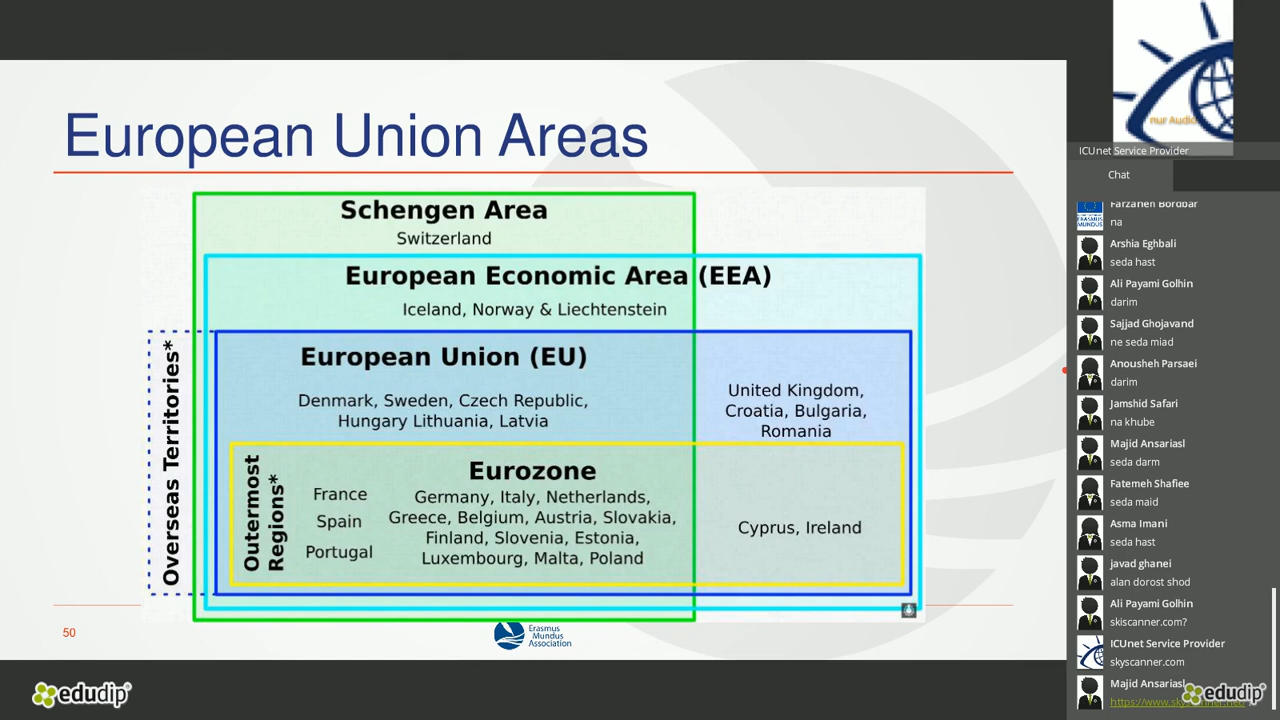 European Union Areas
Schengen Area
Switzerland
European Economic Area (EEA)
Iceland, Norway & Liechtenstein
Overseas Territories*
European Union (EU)
Denmark, Sweden, Czech Republic,
Hungary Lithuania, Latvia
United Kingdom,
Croatia, Bulgaria,
Romania
Outermost
Regions*
Eurozone
France
Spain
Portugal
Germany, Italy, Netherlands,
Greece, Belgium, Austria, Slovakia,
Finland, Slovenia, Estonia,
Luxembourg, Malta, Poland
Cyprus, Ireland
50
Erasmus
Mundus
Association
edudip
nur Audio
ICUnet Service Provider
Chat
Farzaneh Bordbar
na
Arshia Eghbali
seda hast
Ali Payami Golhin
darim
Sajjad Ghojavand
ne seda miad
Anousheh Parsaei
darim
Jamshid Safari
na khube
Majid Ansariasl
seda darm
Fatemeh Shafiee
seda maid
Asma Imani
seda hast
javad ghanei
alan dorost shod
Ali Payami Golhin
skiscanner.com?
ICUnet Service Provider
skyscanner.com
Majid Ansariasl
edudip